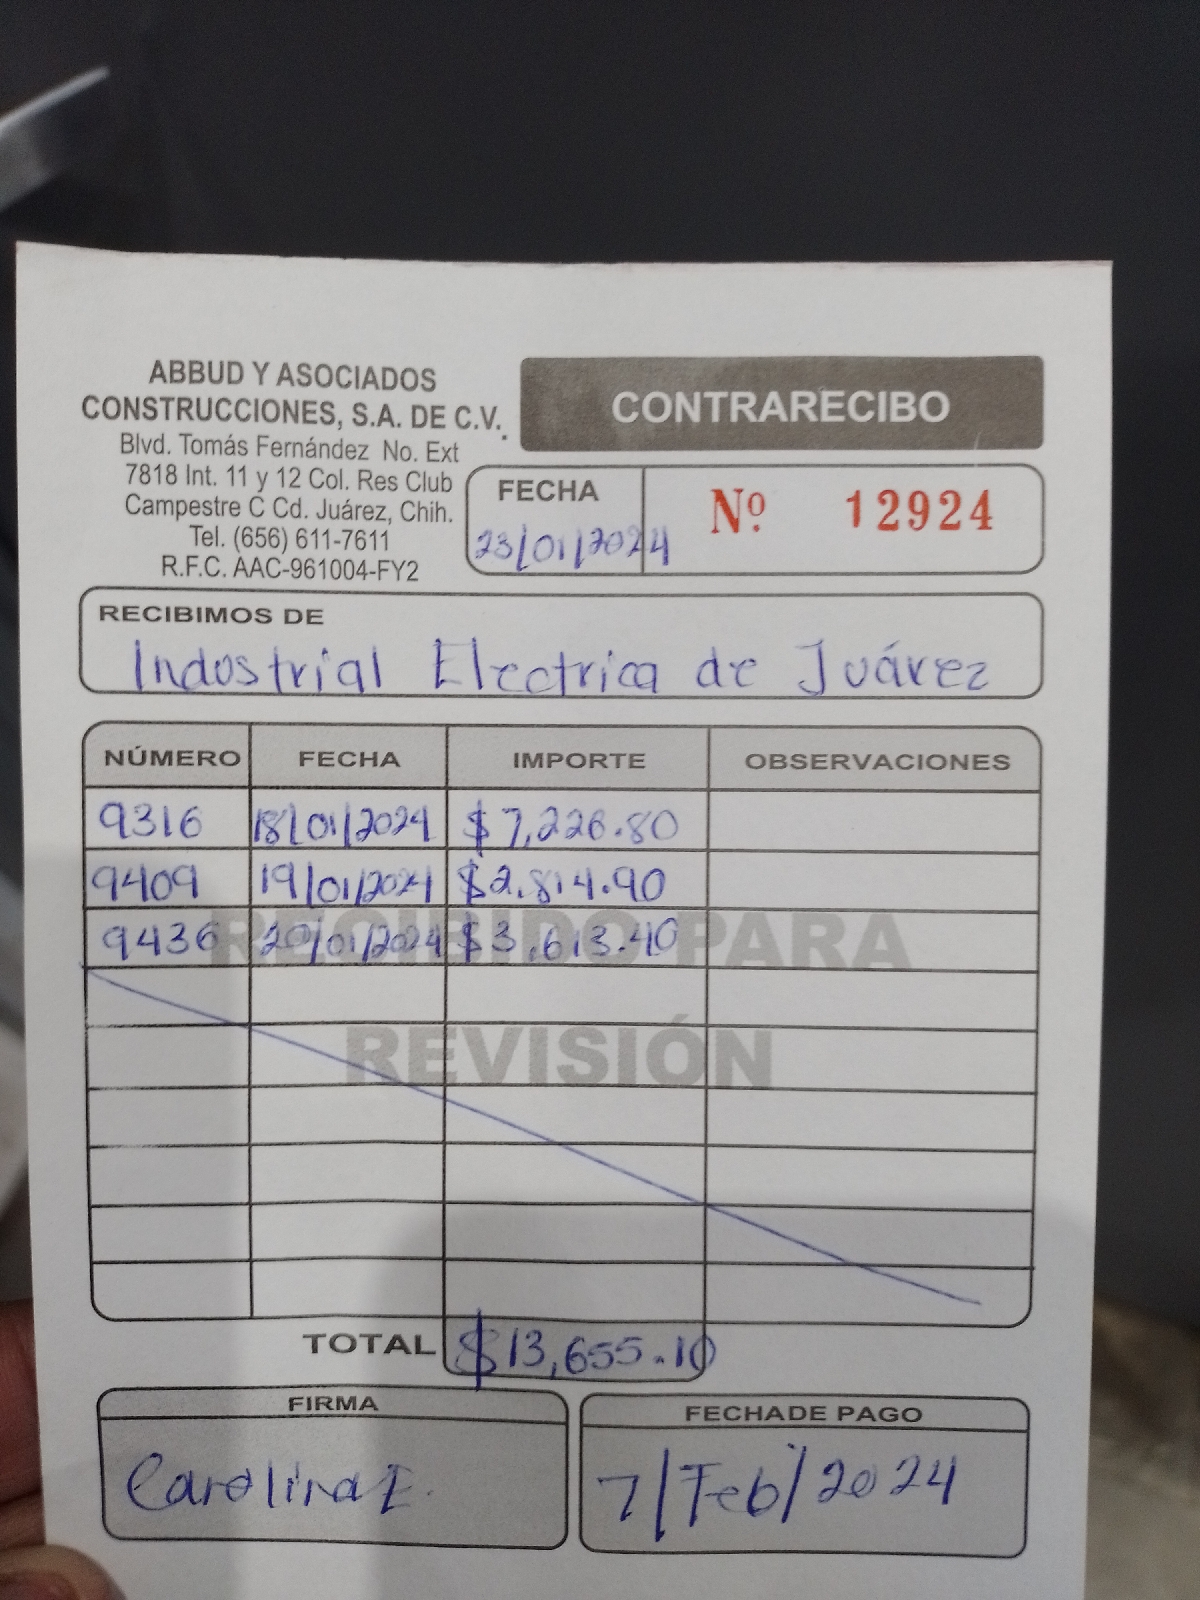 ABBUD Y ASOCIADOS
CONSTRUCCIONES, S.A. DE C.V.
Blvd. Tomás Fernández No. Ext
7818 Int. 11 y 12 Col. Res Club
Campestre C Cd. Juárez, Chih.
Tel. (656) 611-7611
R.F.C. AAC-961004-FY2
CONTRARECIBO
FECHA
23/01/2024
Nº 12924
RECIBIMOS DE
Industrial Electrica de Juárez
NÚMERO FECHA IMPORTE OBSERVACIONES
9316 18/01/2024 $7,226.80
9409 19/01/2024 $2,814.90
9436 20/01/2024 $3,613.40
RECIBIDO PARA
REVISIÓN
TOTAL $13,655.10
FIRMA
Carolina E.
FECHADE PAGO
7/Feb/2024